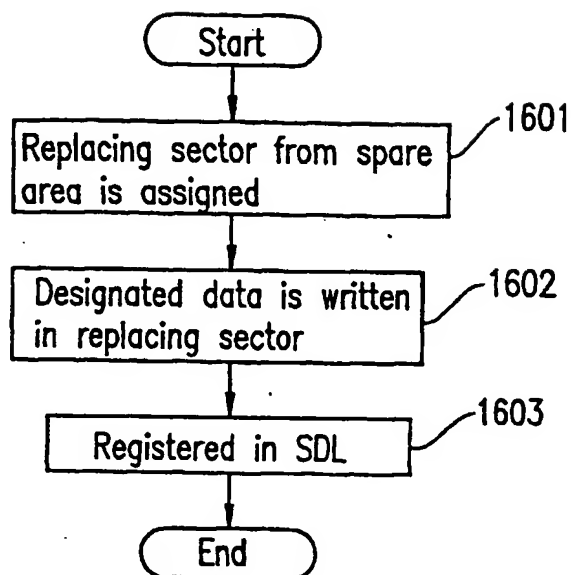 Start
1601
Replacing sector from spare
area is assigned
1602
Designated data is written
in replacing sector
1603
Registered in SDL
End